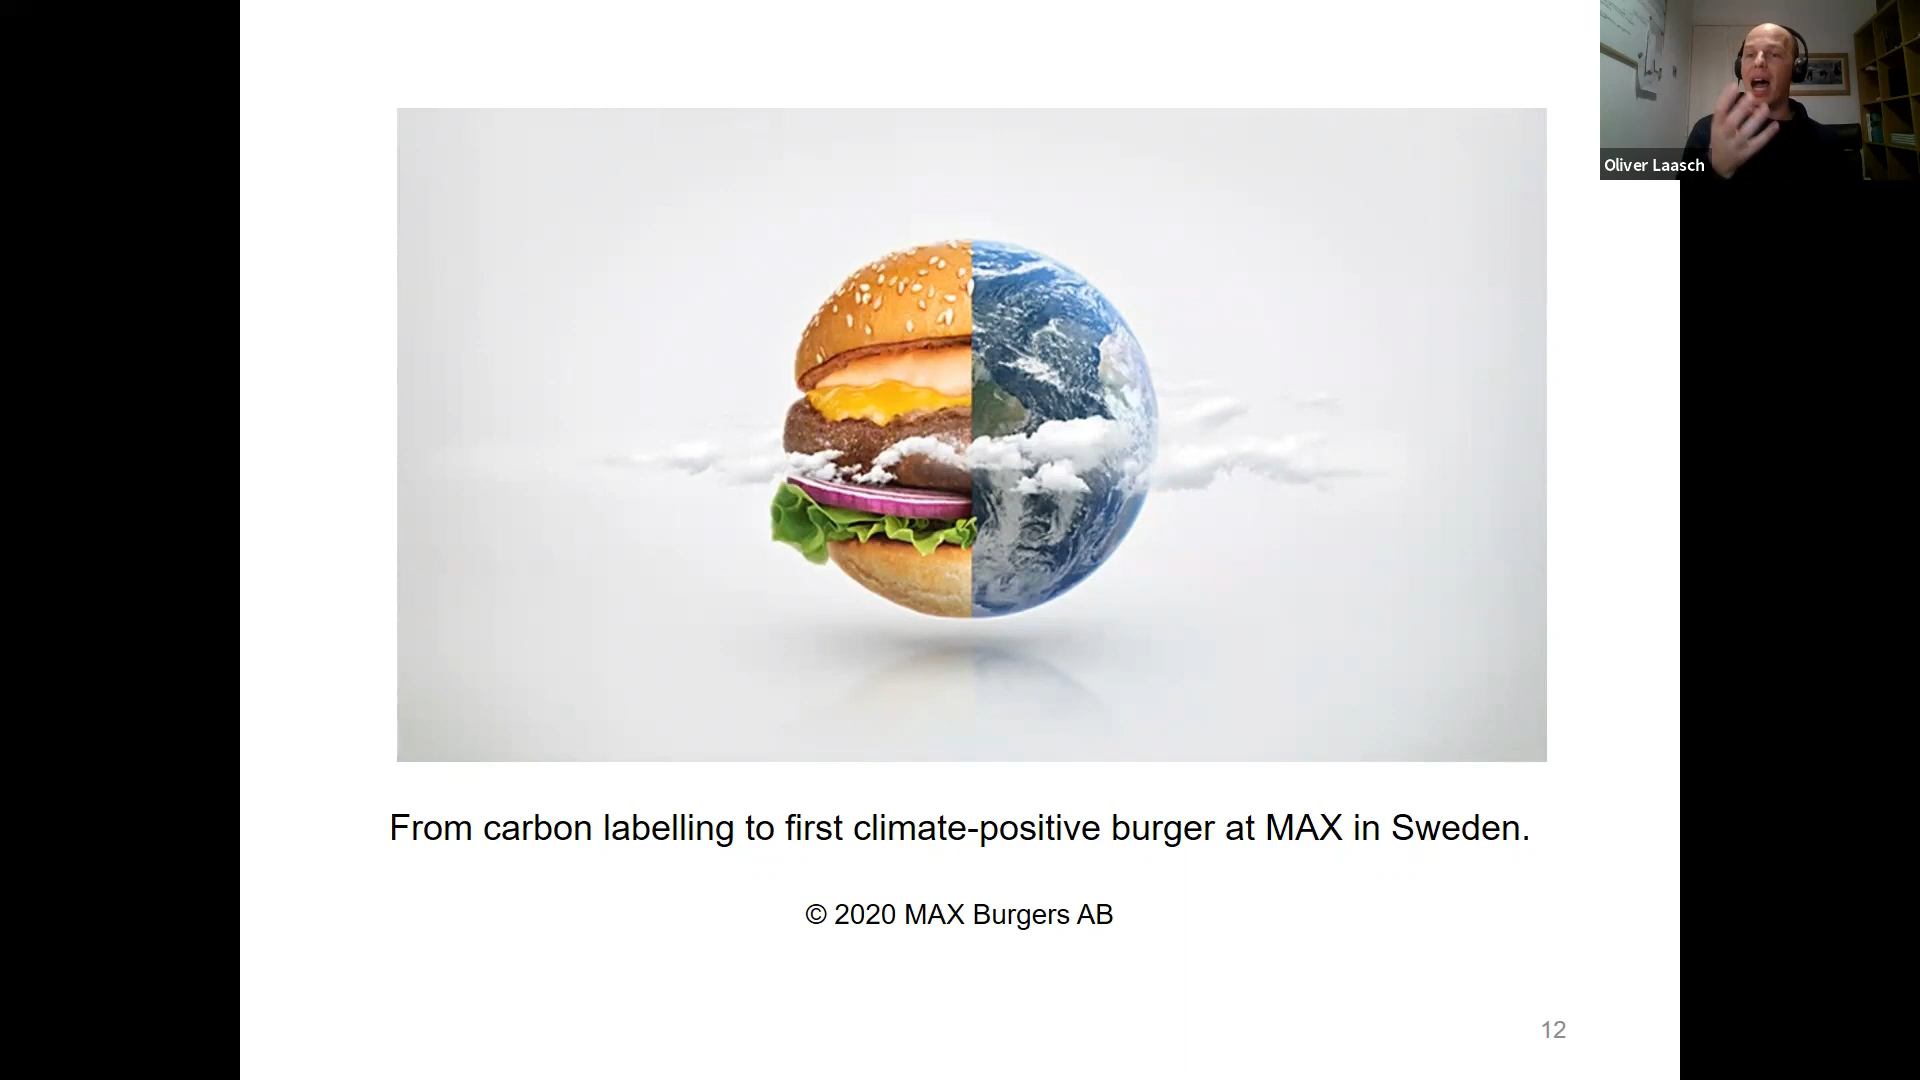 Oliver Laasch
From carbon labelling to first climate-positive burger at MAX in Sweden.
© 2020 MAX Burgers AB
12